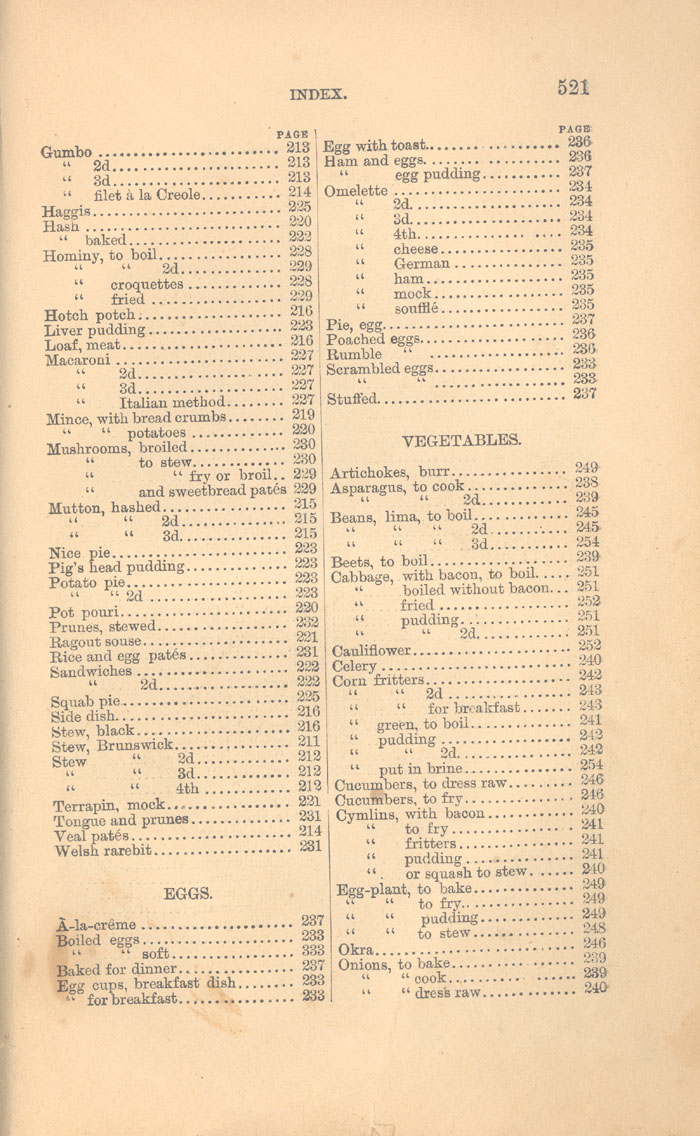 INDEX.
521
PAGE
Gumbo .......... 213
“ 2d.......... 213
“ 3d.......... 213
“ filet à la Creole.......... 214
Haggis.......... 225
Hash .......... 220
“ baked.......... 222
Hominy, to boil.......... 228
“ “ 2d.......... 229
“ croquettes .......... 228
“ fried .......... 229
Hotch potch.......... 216
Liver pudding.......... 223
Loaf, meat.......... 216
Macaroni .......... 227
“ 2d.......... 227
“ 3d.......... 227
“ Italian method.......... 227
Mince, with bread crumbs.......... 219
“ “ potatoes .......... 220
Mushrooms, broiled.......... 230
“ to stew.......... 230
“ “ fry or broil.. 229
“ and sweetbread patés 229
Mutton, hashed.......... 215
“ “ 2d.......... 215
“ “ 3d.......... 215
Nice pie.......... 223
Pig's head pudding.......... 223
Potato pie.......... 223
“ “ 2d .......... 223
Pot pouri.......... 220
Prunes, stewed.......... 232
Ragout souse.......... 221
Rice and egg patés.......... 231
Sandwiches .......... 222
“ 2d.......... 222
Squab pie.......... 225
Side dish.......... 216
Stew, black.......... 216
Stew, Brunswick.......... 211
Stew “ 2d.......... 212
“ “ 3d.......... 212
“ “ 4th .......... 212
Terrapin, mock.......... 221
Tongue and prunes.......... 231
Veal patés.......... 214
Welsh rarebit.......... 231
EGGS.
À-la-crême .......... 237
Boiled eggs.......... 233
“ “ soft.......... 333
Baked for dinner.......... 237
Egg cups, breakfast dish........ 233
“ for breakfast.......... 233
PAGE
Egg with toast.......... 236
Ham and eggs.......... 236
“ egg pudding.......... 237
Omelette .......... 234
“ 2d.......... 234
“ 3d.......... 234
“ 4th.......... 234
“ cheese.......... 235
“ German .......... 235
“ ham.......... 235
“ mock.......... 235
“ soufflé.......... 235
Pie, egg.......... 237
Poached eggs.......... 236
Rumble “ .......... 236
Scrambled eggs.......... 233
“ “ .......... 233
Stuffed.......... 237
VEGETABLES.
Artichokes, burr.......... 249
Asparagus, to cook.......... 238
“ “ 2d.......... 239
Beans, lima, to boil.......... 245
“ “ “ 2d.......... 245
“ “ “ 3d.......... 254
Beets, to boil.......... 239
Cabbage, with bacon, to boil..... 251
“ boiled without bacon... 251
“ fried .......... 252
“ pudding.......... 251
“ “ 2d.......... 251
Cauliflower.......... 252
Celery .......... 240
Corn fritters.......... 242
“ “ 2d .......... 243
“ “ for breakfast....... 243
“ green, to boil.......... 241
“ pudding .......... 242
“ “ 2d.......... 242
“ put in brine.......... 254
Cucumbers, to dress raw.......... 246
Cucumbers, to fry.......... 246
Cymlins, with bacon.......... 240
“ to fry.......... 241
“ fritters.......... 241
“ pudding .......... 241
“ or squash to stew...... 240
Egg-plant, to bake.......... 249
“ “ to fry.......... 249
“ “ pudding.......... 249
“ “ to stew.......... 248
Okra.......... 246
Onions, to bake.......... 239
“ “ cook.......... 239
“ “ dress raw.......... 240